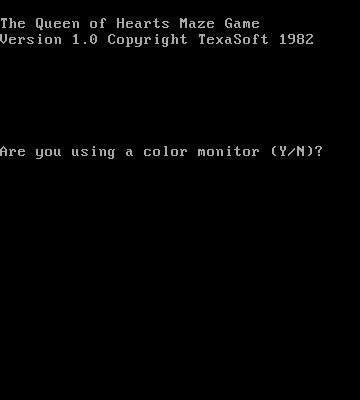 The Queen of Hearts Maze Game
Version 1.0 Copyright TexaSoft 1982
Are you using a color monitor (Y/N)?